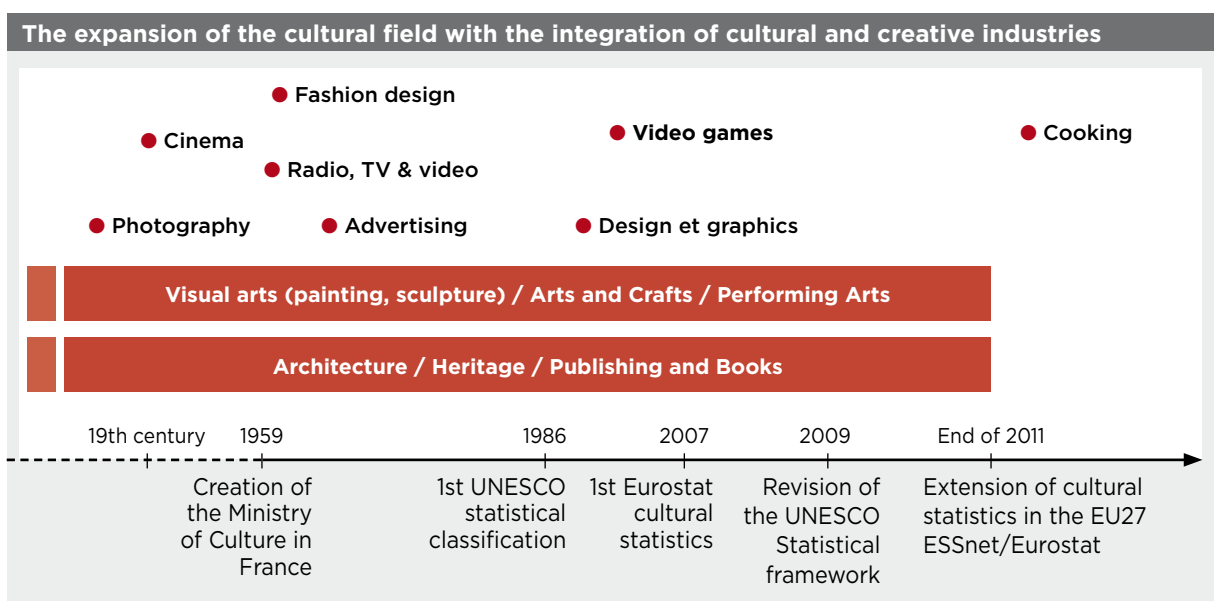 The expansion of the cultural field with the integration of cultural and creative industries
Fashion design
Cinema
Video games
Cooking
Radio, TV & video
Photography
Advertising
Design et graphics
Visual arts (painting, sculpture) / Arts and Crafts / Performing Arts
Architecture / Heritage / Publishing and Books
19th century
1959
1986
2007
2009
End of 2011
Creation of
the Ministry
of Culture in
France
1st UNESCO
statistical
classification
1st Eurostat
cultural
statistics
Revision of
the UNESCO
Statistical
framework
Extension of cultural
statistics in the EU27
ESSnet/Eurostat